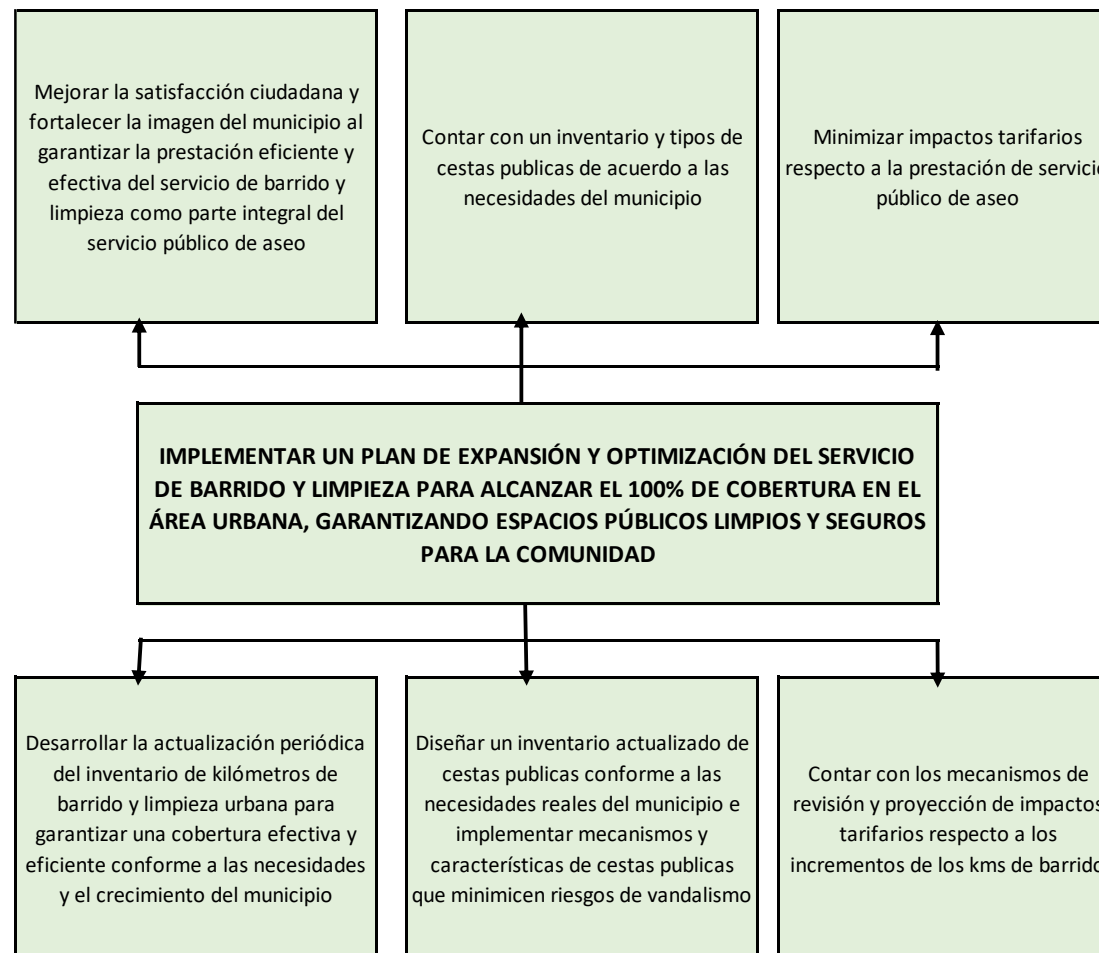 Mejorar la satisfacción ciudadana y
fortalecer la imagen del municipio al
garantizar la prestación eficiente y
efectiva del servicio de barrido y
limpieza como parte integral del
servicio público de aseo
Contar con un inventario y tipos de
cestas publicas de acuerdo a las
necesidades del municipio
Minimizar impactos tarifarios
respecto a la prestación de servicio
público de aseo
IMPLEMENTAR UN PLAN DE EXPANSIÓN Y OPTIMIZACIÓN DEL SERVICIO
DE BARRIDO Y LIMPIEZA PARA ALCANZAR EL 100% DE COBERTURA EN EL
ÁREA URBANA, GARANTIZANDO ESPACIOS PÚBLICOS LIMPIOS Y SEGUROS
PARA LA COMUNIDAD
Desarrollar la actualización periódica
del inventario de kilómetros de
barrido y limpieza urbana para
garantizar una cobertura efectiva y
eficiente conforme a las necesidades
y el crecimiento del municipio
Diseñar un inventario actualizado de
cestas publicas conforme a las
necesidades reales del municipio e
implementar mecanismos y
características de cestas publicas
que minimicen riesgos de vandalismo
Contar con los mecanismos de
revisión y proyección de impactos
tarifarios respecto a los
incrementos de los kms de barrido